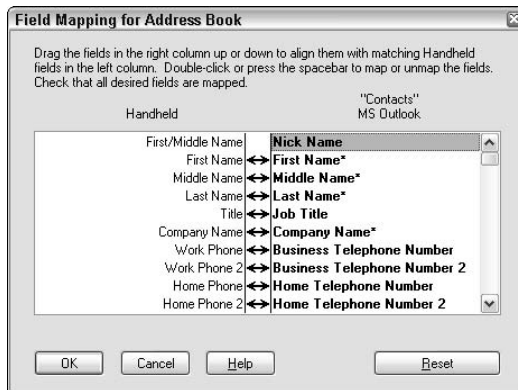 Field Mapping for Address Book
Drag the fields in the right column up or down to align them with matching Handheld
fields in the left column. Double-click or press the spacebar to map or unmap the fields.
Check that all desired fields are mapped.
"Contacts"
Handheld MS Outlook
First/Middle Name Nick Name
First Name First Name*
Middle Name Middle Name*
Last Name Last Name*
Title Job Title
Company Name Company Name*
Work Phone Business Telephone Number
Work Phone 2 Business Telephone Number 2
Home Phone Home Telephone Number
Home Phone 2 Home Telephone Number 2
OK Cancel Help Reset